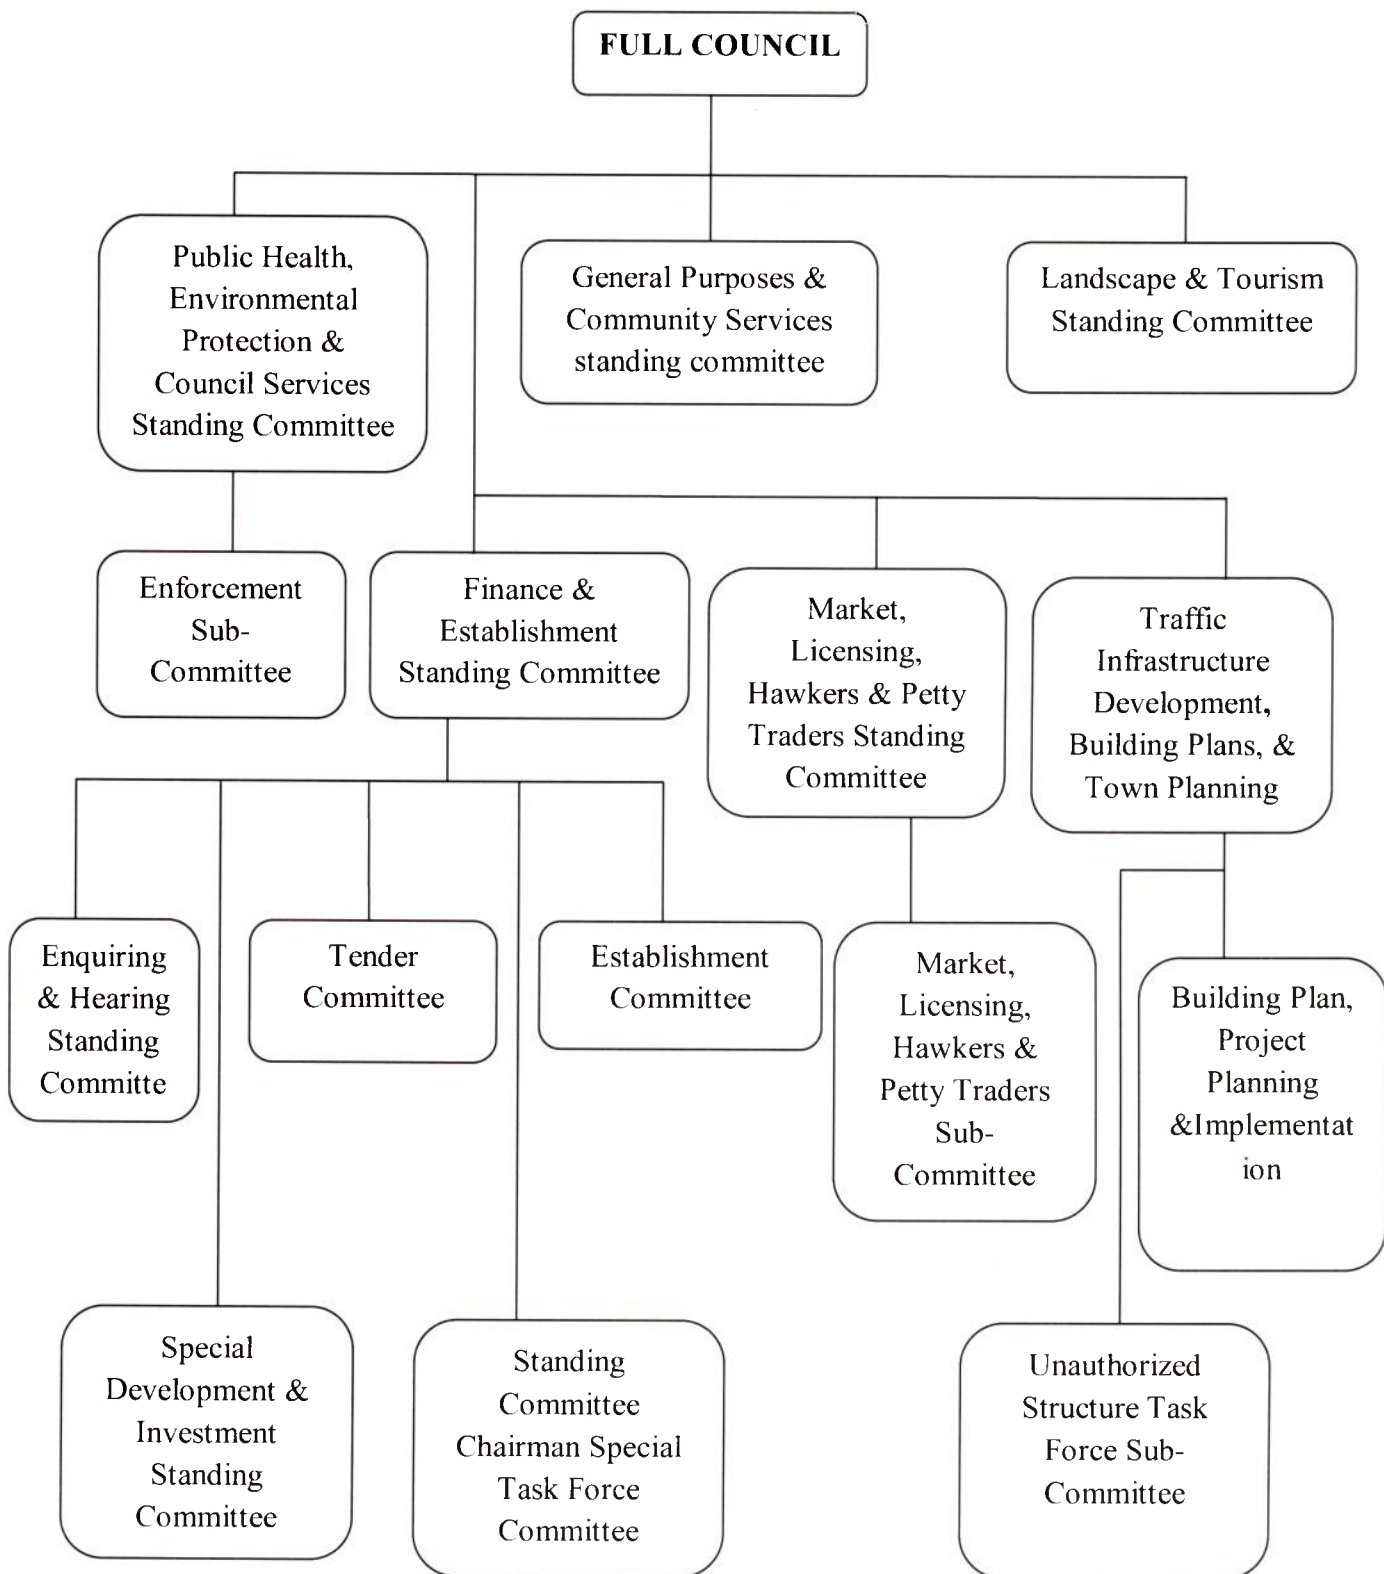 FULL COUNCIL
Public Health,
Environmental
Protection &
Council Services
Standing Committee
General Purposes &
Community Services
standing committee
Landscape & Tourism
Standing Committee
Enforcement
Sub-
Committee
Finance &
Establishment
Standing Committee
Market,
Licensing,
Hawkers & Petty
Traders Standing
Committee
Traffic
Infrastructure
Development,
Building Plans, &
Town Planning
Enquiring
& Hearing
Standing
Committe
Tender
Committee
Establishment
Committee
Market,
Licensing,
Hawkers &
Petty Traders
Sub-
Committee
Building Plan,
Project
Planning
&Implementat
ion
Special
Development &
Investment
Standing
Committee
Standing
Committee
Chairman Special
Task Force
Committee
Unauthorized
Structure Task
Force Sub-
Committee